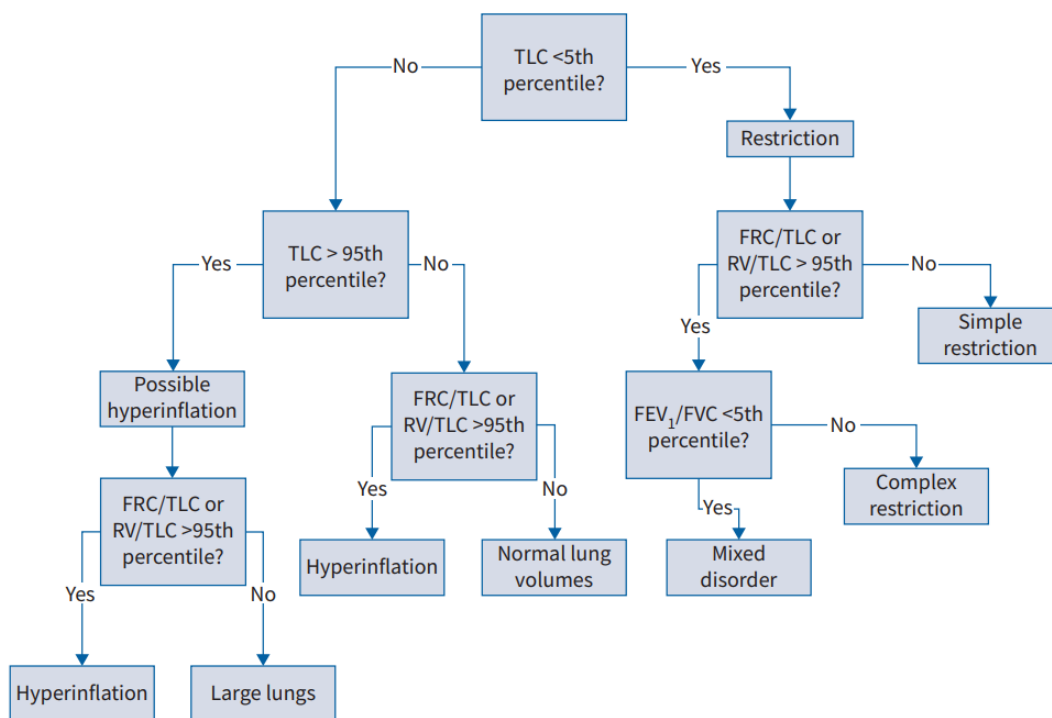 TLC <5th
percentile?
No
Yes
Restriction
TLC > 95th
percentile?
FRC/TLC or
RV/TLC > 95th
percentile?
Yes
No
No
Yes
Simple
restriction
Possible
hyperinflation
FRC/TLC or
RV/TLC >95th
percentile?
FEV₁/FVC <5th
percentile?
No
Yes
No
Yes
Complex
restriction
FRC/TLC or
RV/TLC >95th
percentile?
Hyperinflation
Normal lung
volumes
Mixed
disorder
Yes
No
Hyperinflation
Large lungs